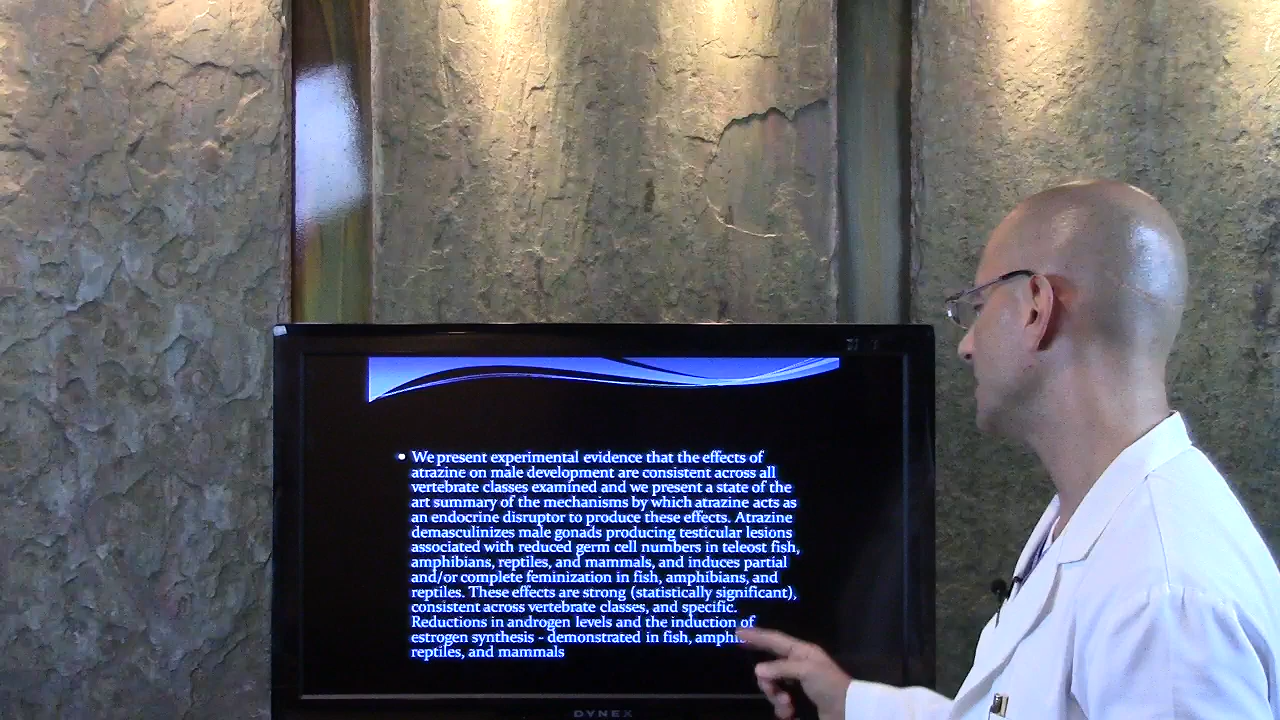 • We present experimental evidence that the effects of
atrazine on male development are consistent across all
vertebrate classes examined and we present a state of the
art summary of the mechanisms by which atrazine acts as
an endocrine disruptor to produce these effects. Atrazine
demasculinizes male gonads producing testicular lesions
associated with reduced germ cell numbers in teleost fish,
amphibians, reptiles, and mammals, and induces partial
and/or complete feminization in fish, amphibians, and
reptiles. These effects are strong (statistically significant),
consistent across vertebrate classes, and specific.
Reductions in androgen levels and the induction of
estrogen synthesis - demonstrated in fish,
reptiles, and mammals
DYNEX